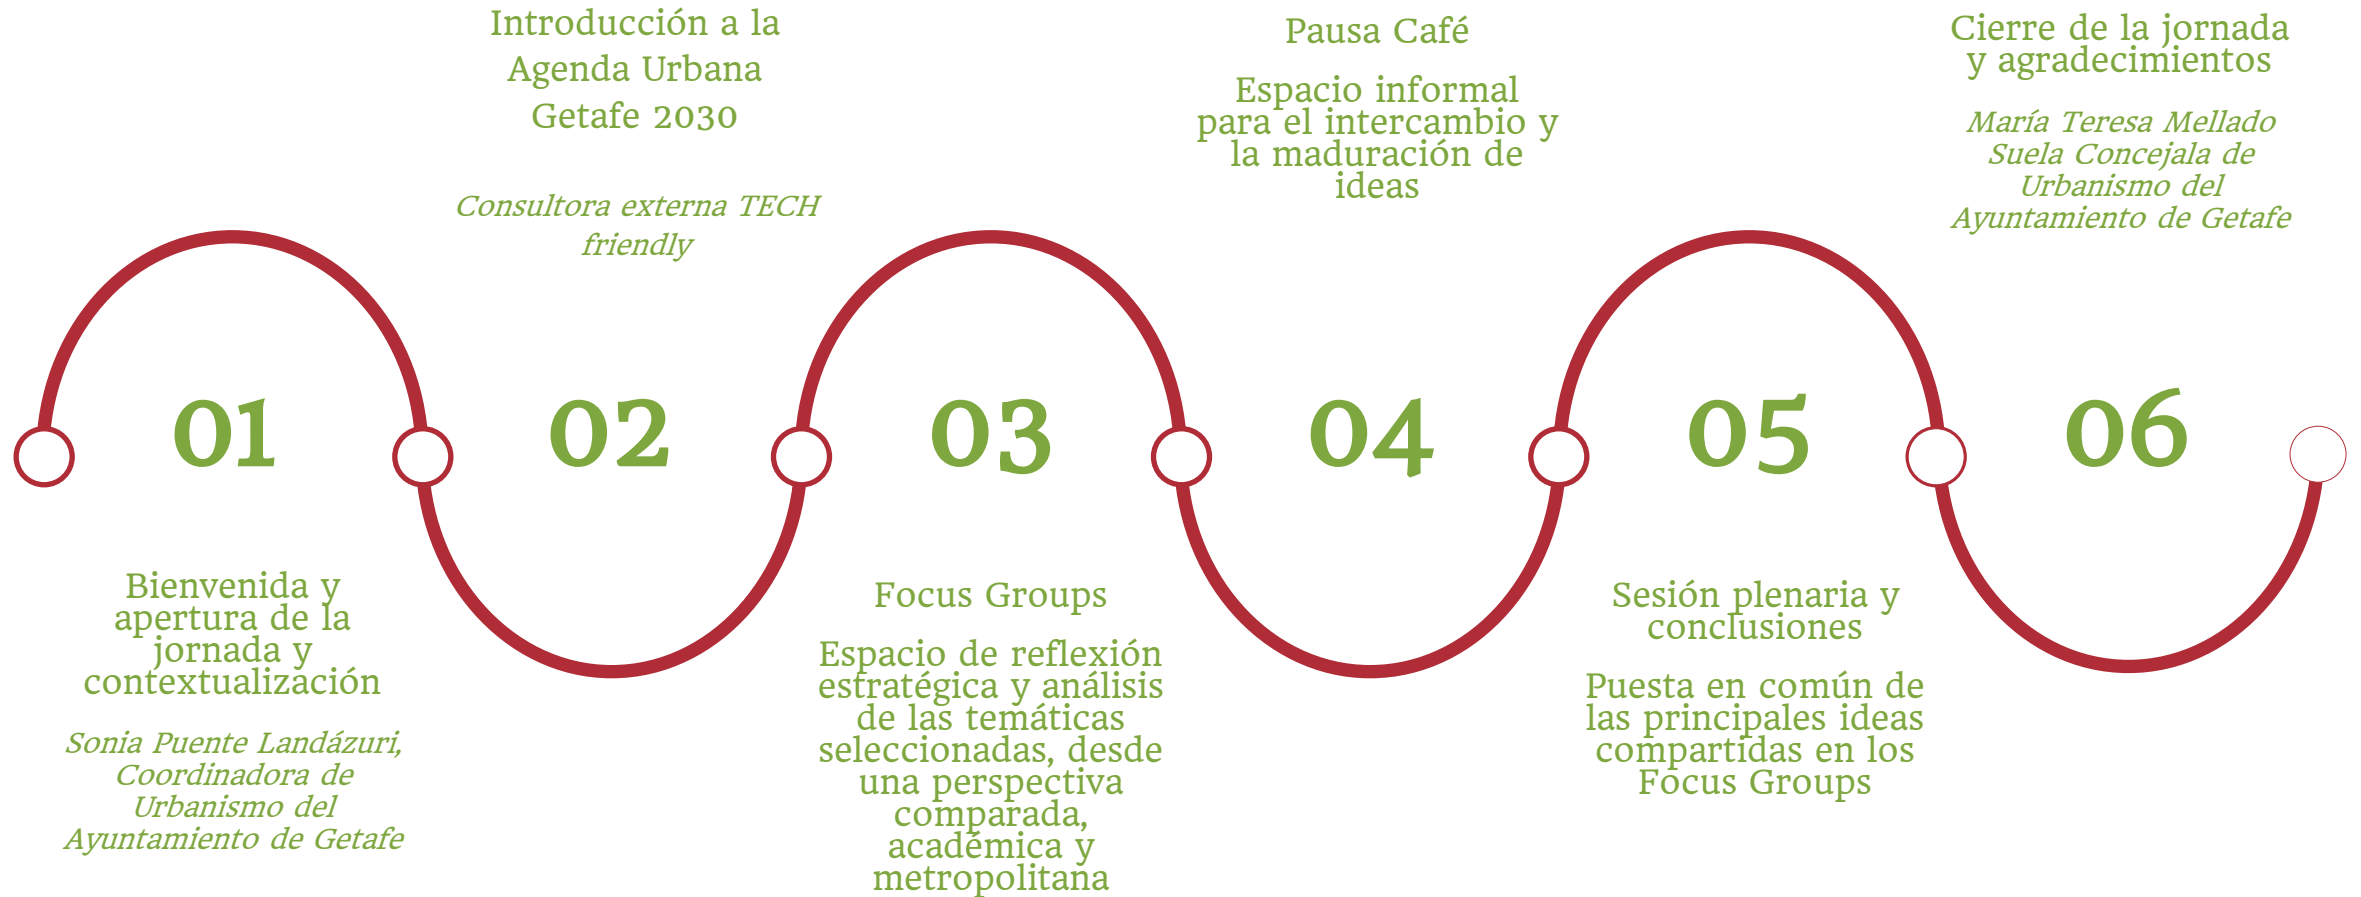 01
Bienvenida y
apertura de la
jornada y
contextualización
Sonia Puente Landázuri,
Coordinadora de
Urbanismo del
Ayuntamiento de Getafe
Introducción a la
Agenda Urbana
Getafe 2030
Consultora externa TECH
friendly
02
03
Focus Groups
Espacio de reflexión
estratégica y análisis
de las temáticas
seleccionadas, desde
una perspectiva
comparada,
académica y
metropolitana
Pausa Café
Espacio informal
para el intercambio y
la maduración de
ideas
04
05
Sesión plenaria y
conclusiones
Puesta en común de
las principales ideas
compartidas en los
Focus Groups
Cierre de la jornada
y agradecimientos
María Teresa Mellado
Suela Concejala de
Urbanismo del
Ayuntamiento de Getafe
06